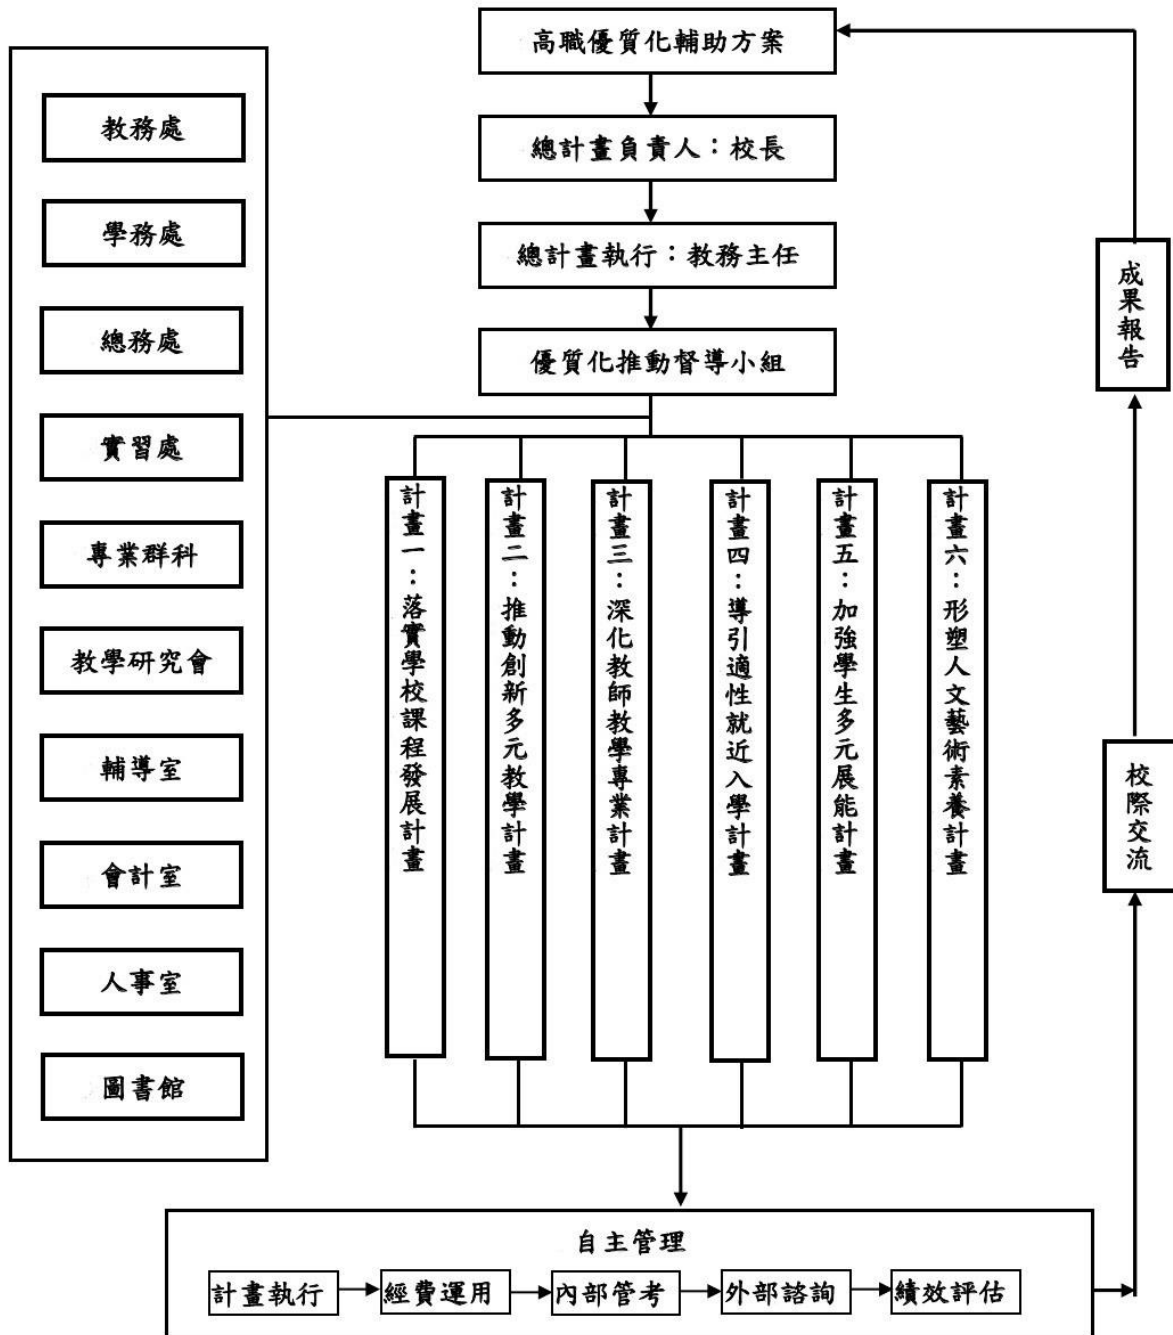 高職優質化輔助方案
總計畫負責人：校長
總計畫執行：教務主任
優質化推動督導小組
教務處
學務處
總務處
實習處
專業群科
教學研究會
輔導室
會計室
人事室
圖書館
計畫一：落實學校課程發展計畫
計畫二：推動創新多元教學計畫
計畫三：深化教師教學專業計畫
計畫四：導引適性就近入學計畫
計畫五：加強學生多元展能計畫
計畫六：形塑人文藝術素養計畫
成果報告
校際交流
自主管理
計畫執行
經費運用
內部管考
外部諮詢
績效評估